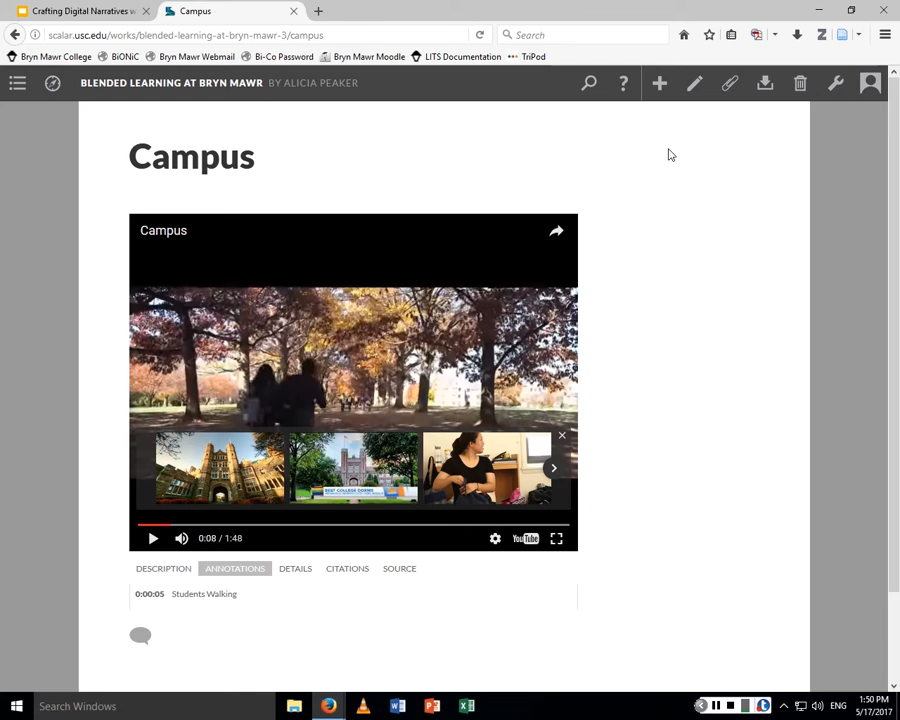 Crafting Digital Narratives w
Campus
scalar.usc.edu/works/blended-learning-at-bryn-mawr-3/campus
Search
Bryn Mawr College
BiONiC
Bryn Mawr Webmail
Bi-Co Password
Bryn Mawr Moodle
LITS Documentation
TriPod
BLENDED LEARNING AT BRYN MAWR BY ALICIA PEAKER
Campus
Campus
BEST COLLEGE DORMS
0:08 / 1:48
YouTube
DESCRIPTION
ANNOTATIONS
DETAILS
CITATIONS
SOURCE
0:00:05 Students Walking
Search Windows
ENG
1:50 PM
5/17/2017